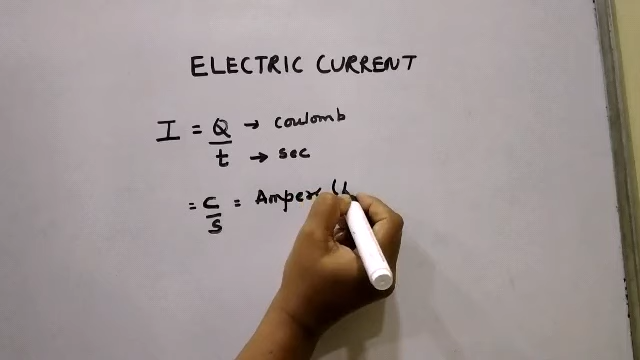 ELECTRIC CURRENT
I = Q/t → coulomb
→ sec
= C/S = Ampere (